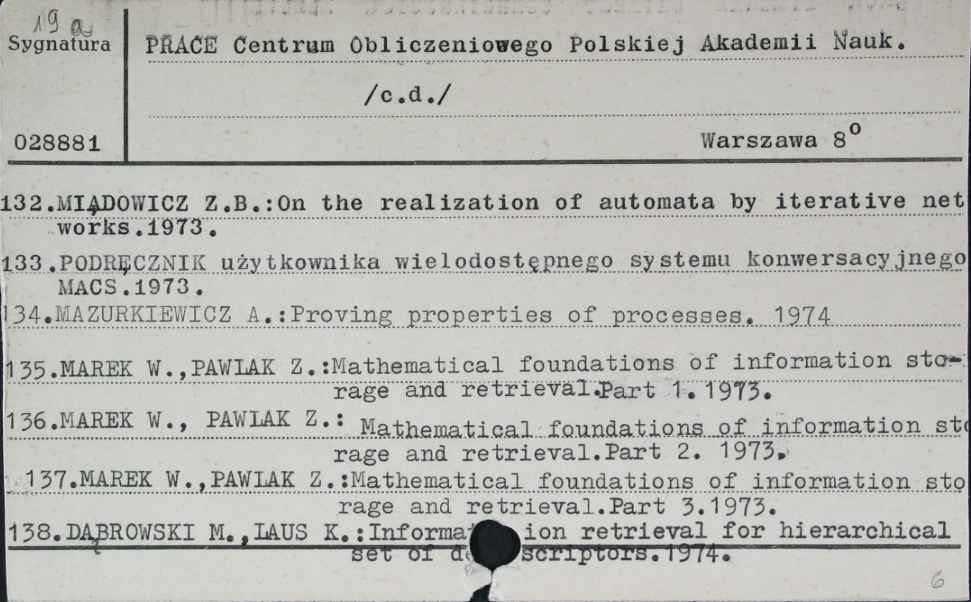 19 a
Sygnatura
PRACE Centrum Obliczeniowego Polskiej Akademii Nauk.
/c.d./
028881
Warszawa 8⁰
132.MIĄDOWICZ Z.B.:On the realization of automata by iterative net
works.1973.
133.PODRĘCZNIK użytkownika wielodostępnego systemu konwersacyjnego
MACS.1973.
134.MAZURKIEWICZ A.:Proving properties of processes. 1974
135.MAREK W.,PAWLAK Z.:Mathematical foundations of information sto-
rage and retrieval.Part 1.1973.
136.MAREK W., PAWLAK Z.: Mathematical foundations of information sto
rage and retrieval.Part 2. 1973.
137.MAREK W.,PAWLAK Z.:Mathematical foundations of information sto
rage and retrieval.Part 3.1973.
138.DĄBROWSKI M.,LAUS K.:Informa ion retrieval for hierarchical
set of d scriptors.1974.
6